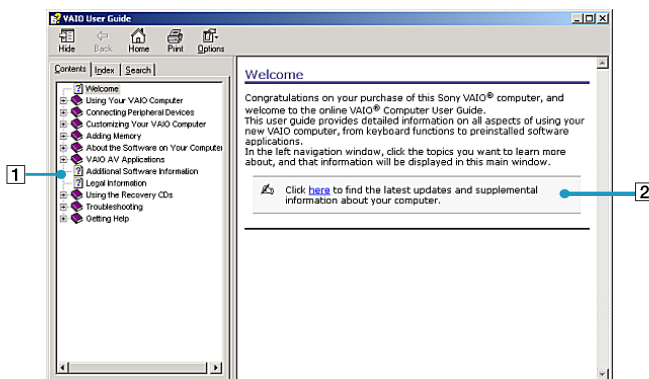 VAIO User Guide
Hide Back Home Print Options
Contents Index Search
Welcome
Using Your VAIO Computer
Connecting Peripheral Devices
Customizing Your VAIO Computer
Adding Memory
About the Software on Your Computer
VAIO AV Applications
Additional Software Information
Legal Information
Using the Recovery CDs
Troubleshooting
Getting Help
1
Welcome
Congratulations on your purchase of this Sony VAIO® computer, and
welcome to the online VAIO® Computer User Guide.
This user guide provides detailed information on all aspects of using your
new VAIO computer, from keyboard functions to preinstalled software
applications.
In the left navigation window, click the topics you want to learn more
about, and that information will be displayed in this main window.
Click here to find the latest updates and supplemental
information about your computer.
2